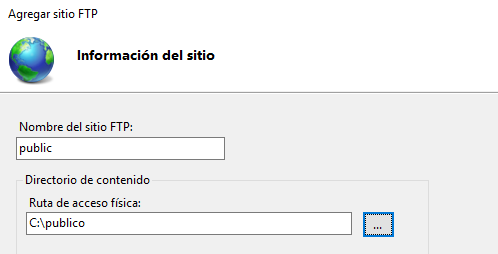 Agregar sitio FTP
Información del sitio
Nombre del sitio FTP:
public
Directorio de contenido
Ruta de acceso física:
C:\publico
...